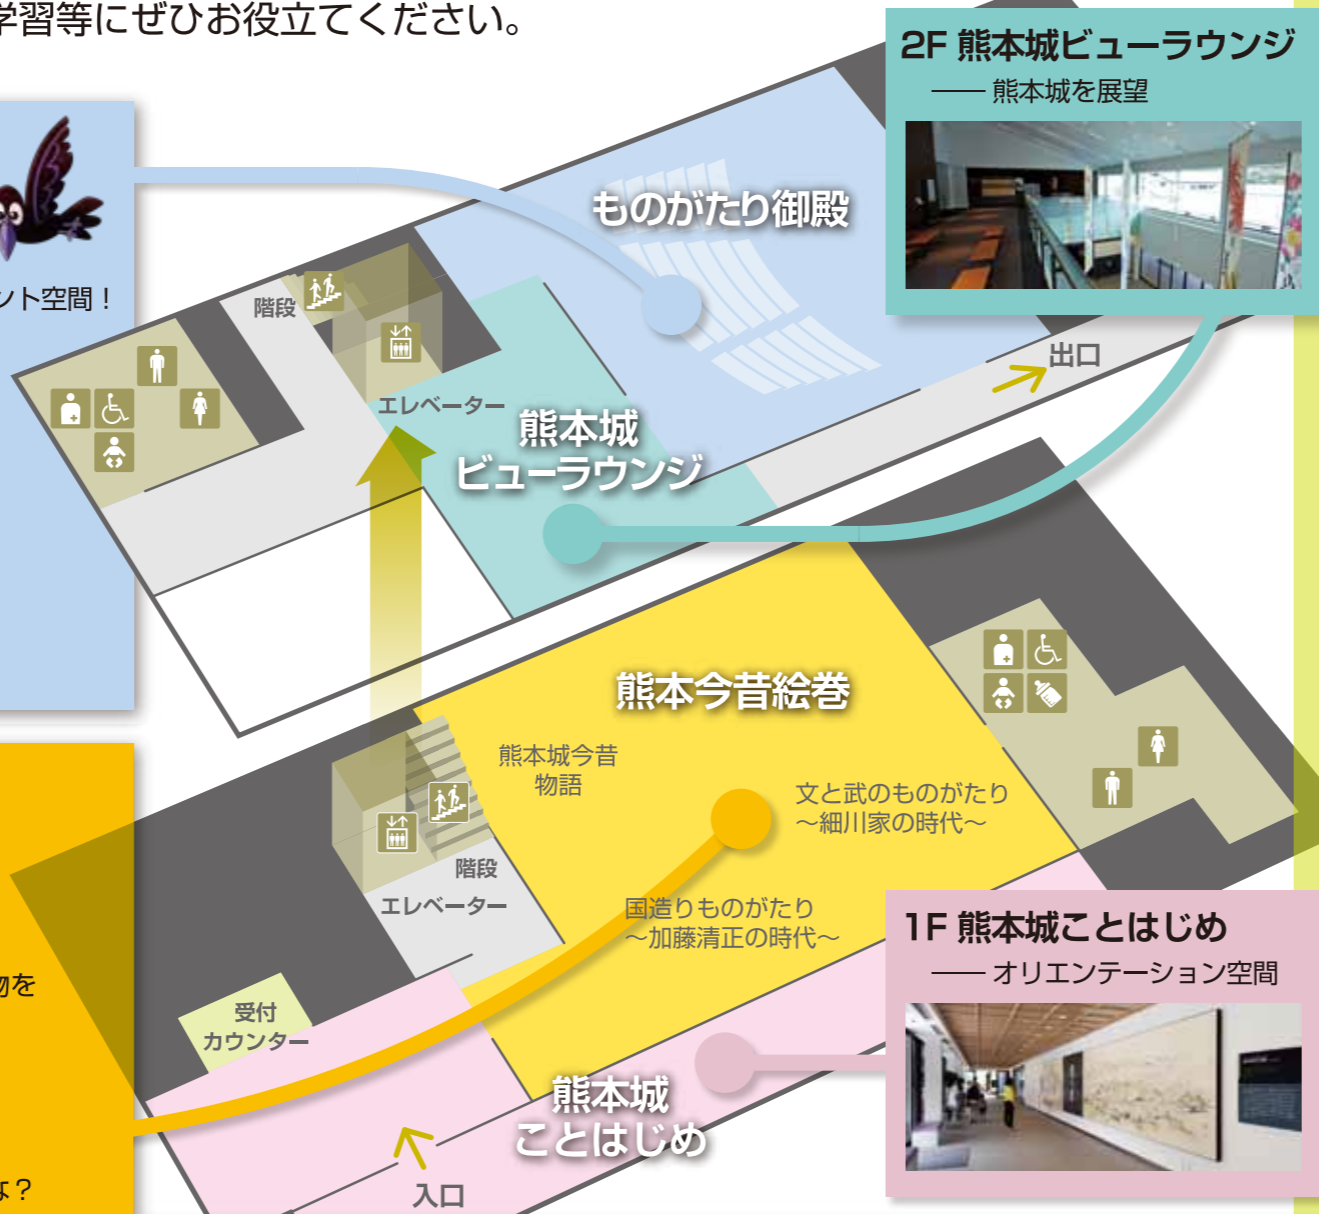 学習等にぜひお役立てください。
2F 熊本城ビューラウンジ
── 熊本城を展望
ント空間！
ものがたり御殿
階段
エレベーター
出口
熊本城
ビューラウンジ
熊本今昔絵巻
熊本城今昔
物語
文と武のものがたり
～細川家の時代～
階段
エレベーター
国造りものがたり
～加藤清正の時代～
1F 熊本城ことはじめ
── オリエンテーション空間
物を
受付
カウンター
熊本城
ことはじめ
入口
な？